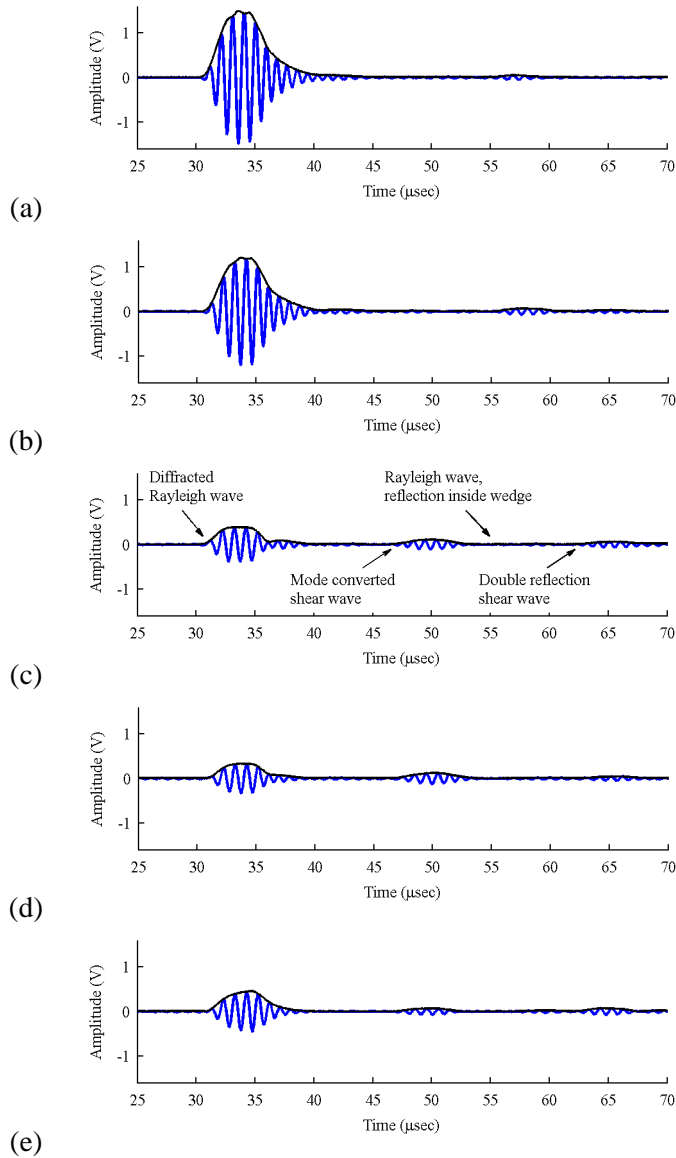 Amplitude (V)
1
0
-1
25 30 35 40 45 50 55 60 65 70
Time (μsec)
(a)
Amplitude (V)
1
0
-1
25 30 35 40 45 50 55 60 65 70
Time (μsec)
(b)
Amplitude (V)
1
0
-1
Diffracted
Rayleigh wave
Rayleigh wave,
reflection inside wedge
Mode converted
shear wave
Double reflection
shear wave
25 30 35 40 45 50 55 60 65 70
Time (μsec)
(c)
Amplitude (V)
1
0
-1
25 30 35 40 45 50 55 60 65 70
Time (μsec)
(d)
Amplitude (V)
1
0
-1
25 30 35 40 45 50 55 60 65 70
Time (μsec)
(e)